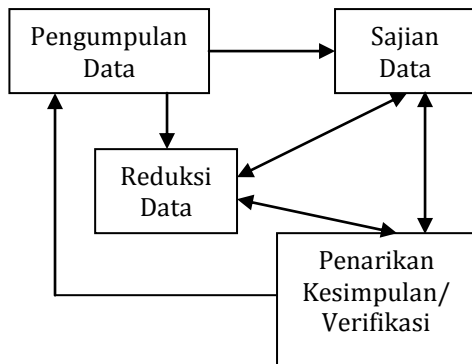 Pengumpulan
Data
Sajian
Data
Reduksi
Data
Penarikan
Kesimpulan/
Verifikasi